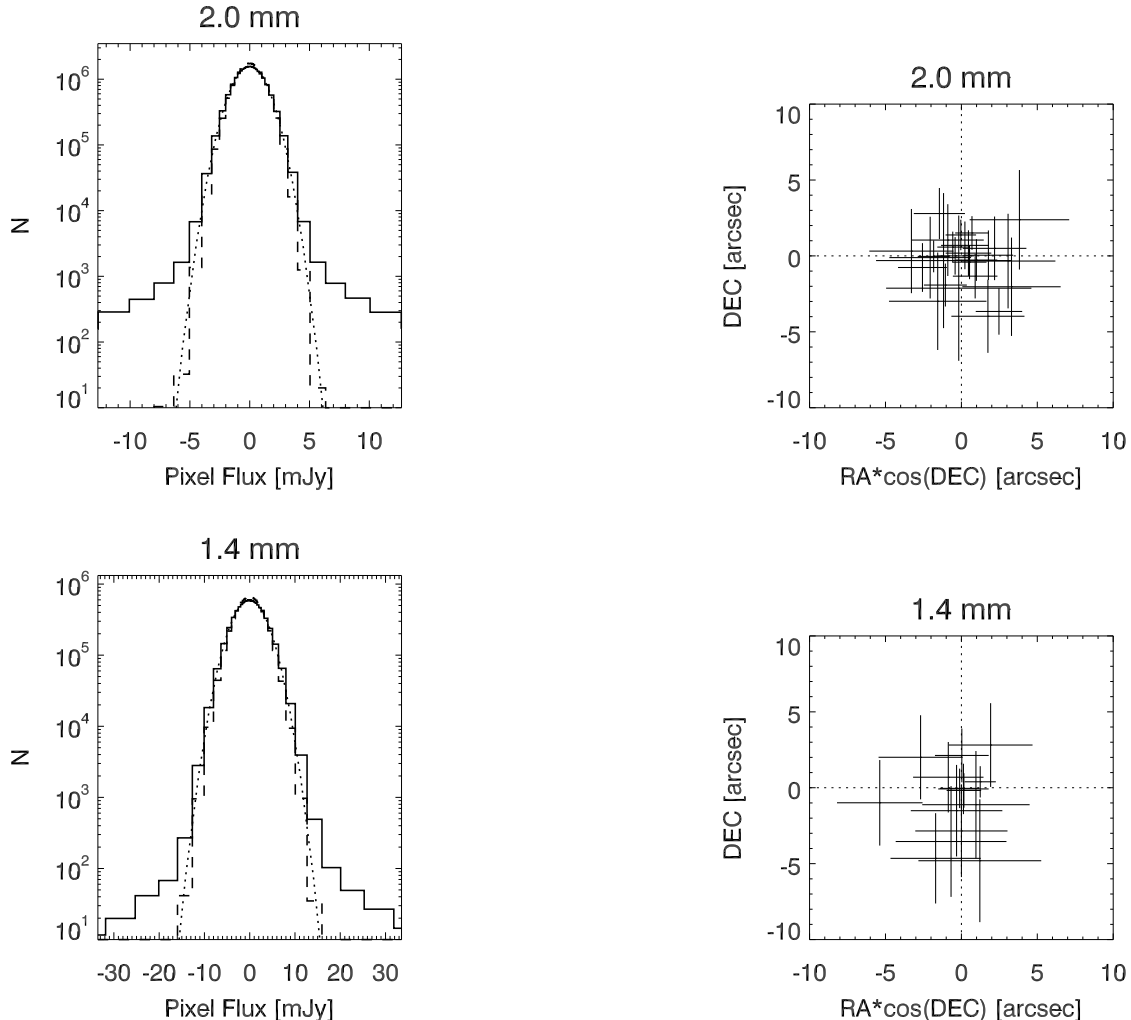 2.0 mm
N
10^6
10^5
10^4
10^3
10^2
10^1
-10 -5 0 5 10
Pixel Flux [mJy]
2.0 mm
DEC [arcsec]
10
5
0
-5
-10
-10 -5 0 5 10
RA*cos(DEC) [arcsec]
1.4 mm
N
10^6
10^5
10^4
10^3
10^2
10^1
-30 -20 -10 0 10 20 30
Pixel Flux [mJy]
1.4 mm
DEC [arcsec]
10
5
0
-5
-10
-10 -5 0 5 10
RA*cos(DEC) [arcsec]